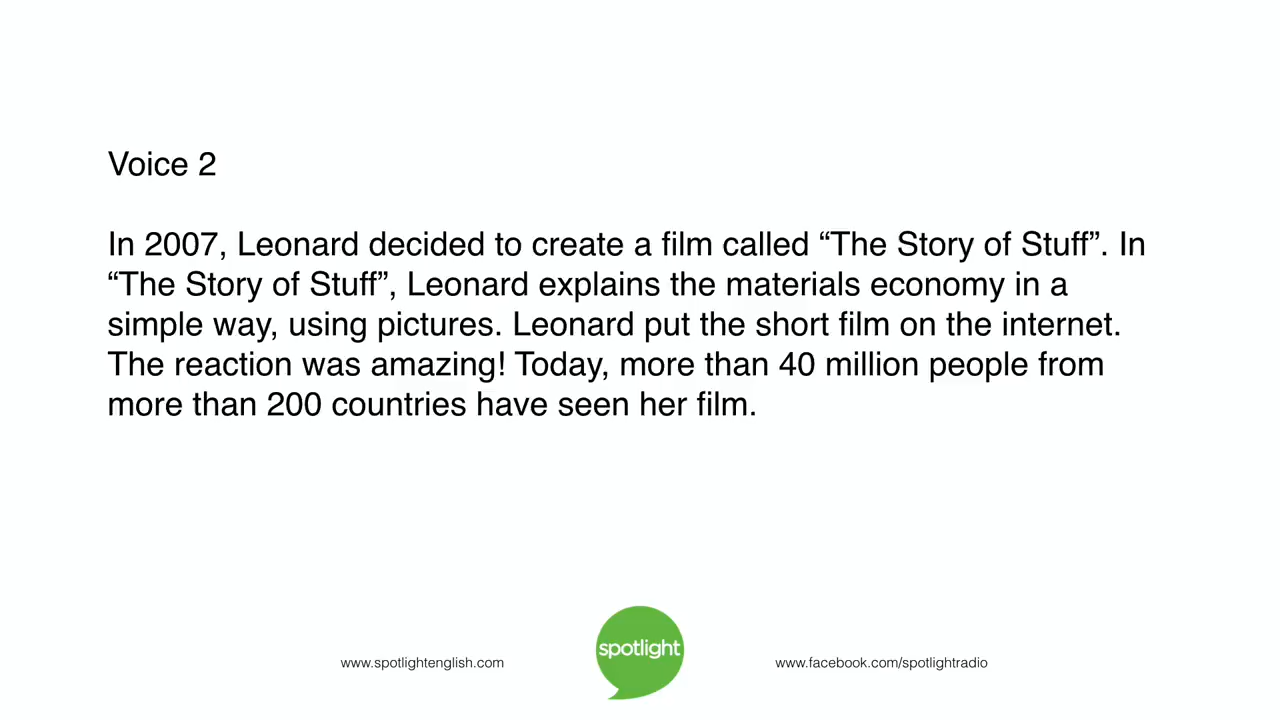 Voice 2
In 2007, Leonard decided to create a film called “The Story of Stuff”. In
“The Story of Stuff”, Leonard explains the materials economy in a
simple way, using pictures. Leonard put the short film on the internet.
The reaction was amazing! Today, more than 40 million people from
more than 200 countries have seen her film.
www.spotlightenglish.com
spotlight
www.facebook.com/spotlightradio